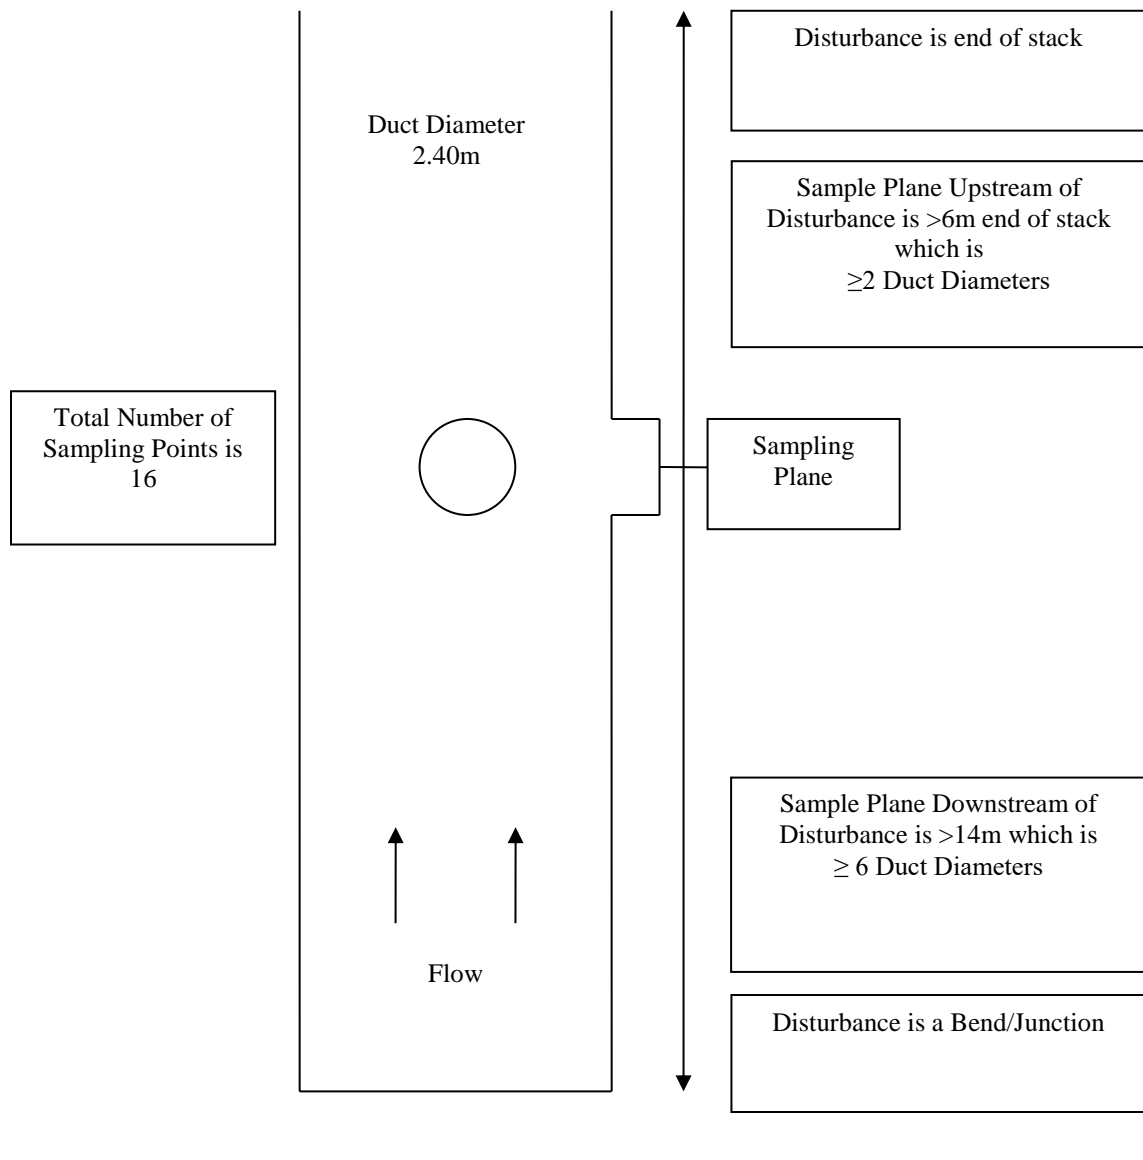 Disturbance is end of stack
Duct Diameter
2.40m
Sample Plane Upstream of
Disturbance is >6m end of stack
which is
≥2 Duct Diameters
Total Number of
Sampling Points is
16
Sampling
Plane
Sample Plane Downstream of
Disturbance is >14m which is
≥ 6 Duct Diameters
Flow
Disturbance is a Bend/Junction